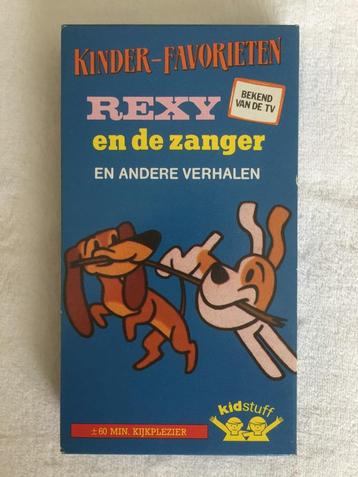 KINDER-FAVORIETEN
REXY
BEKEND
VAN DE TV
en de zanger
EN ANDERE VERHALEN
± 60 MIN. KIJKPLEZIER
kidstuff